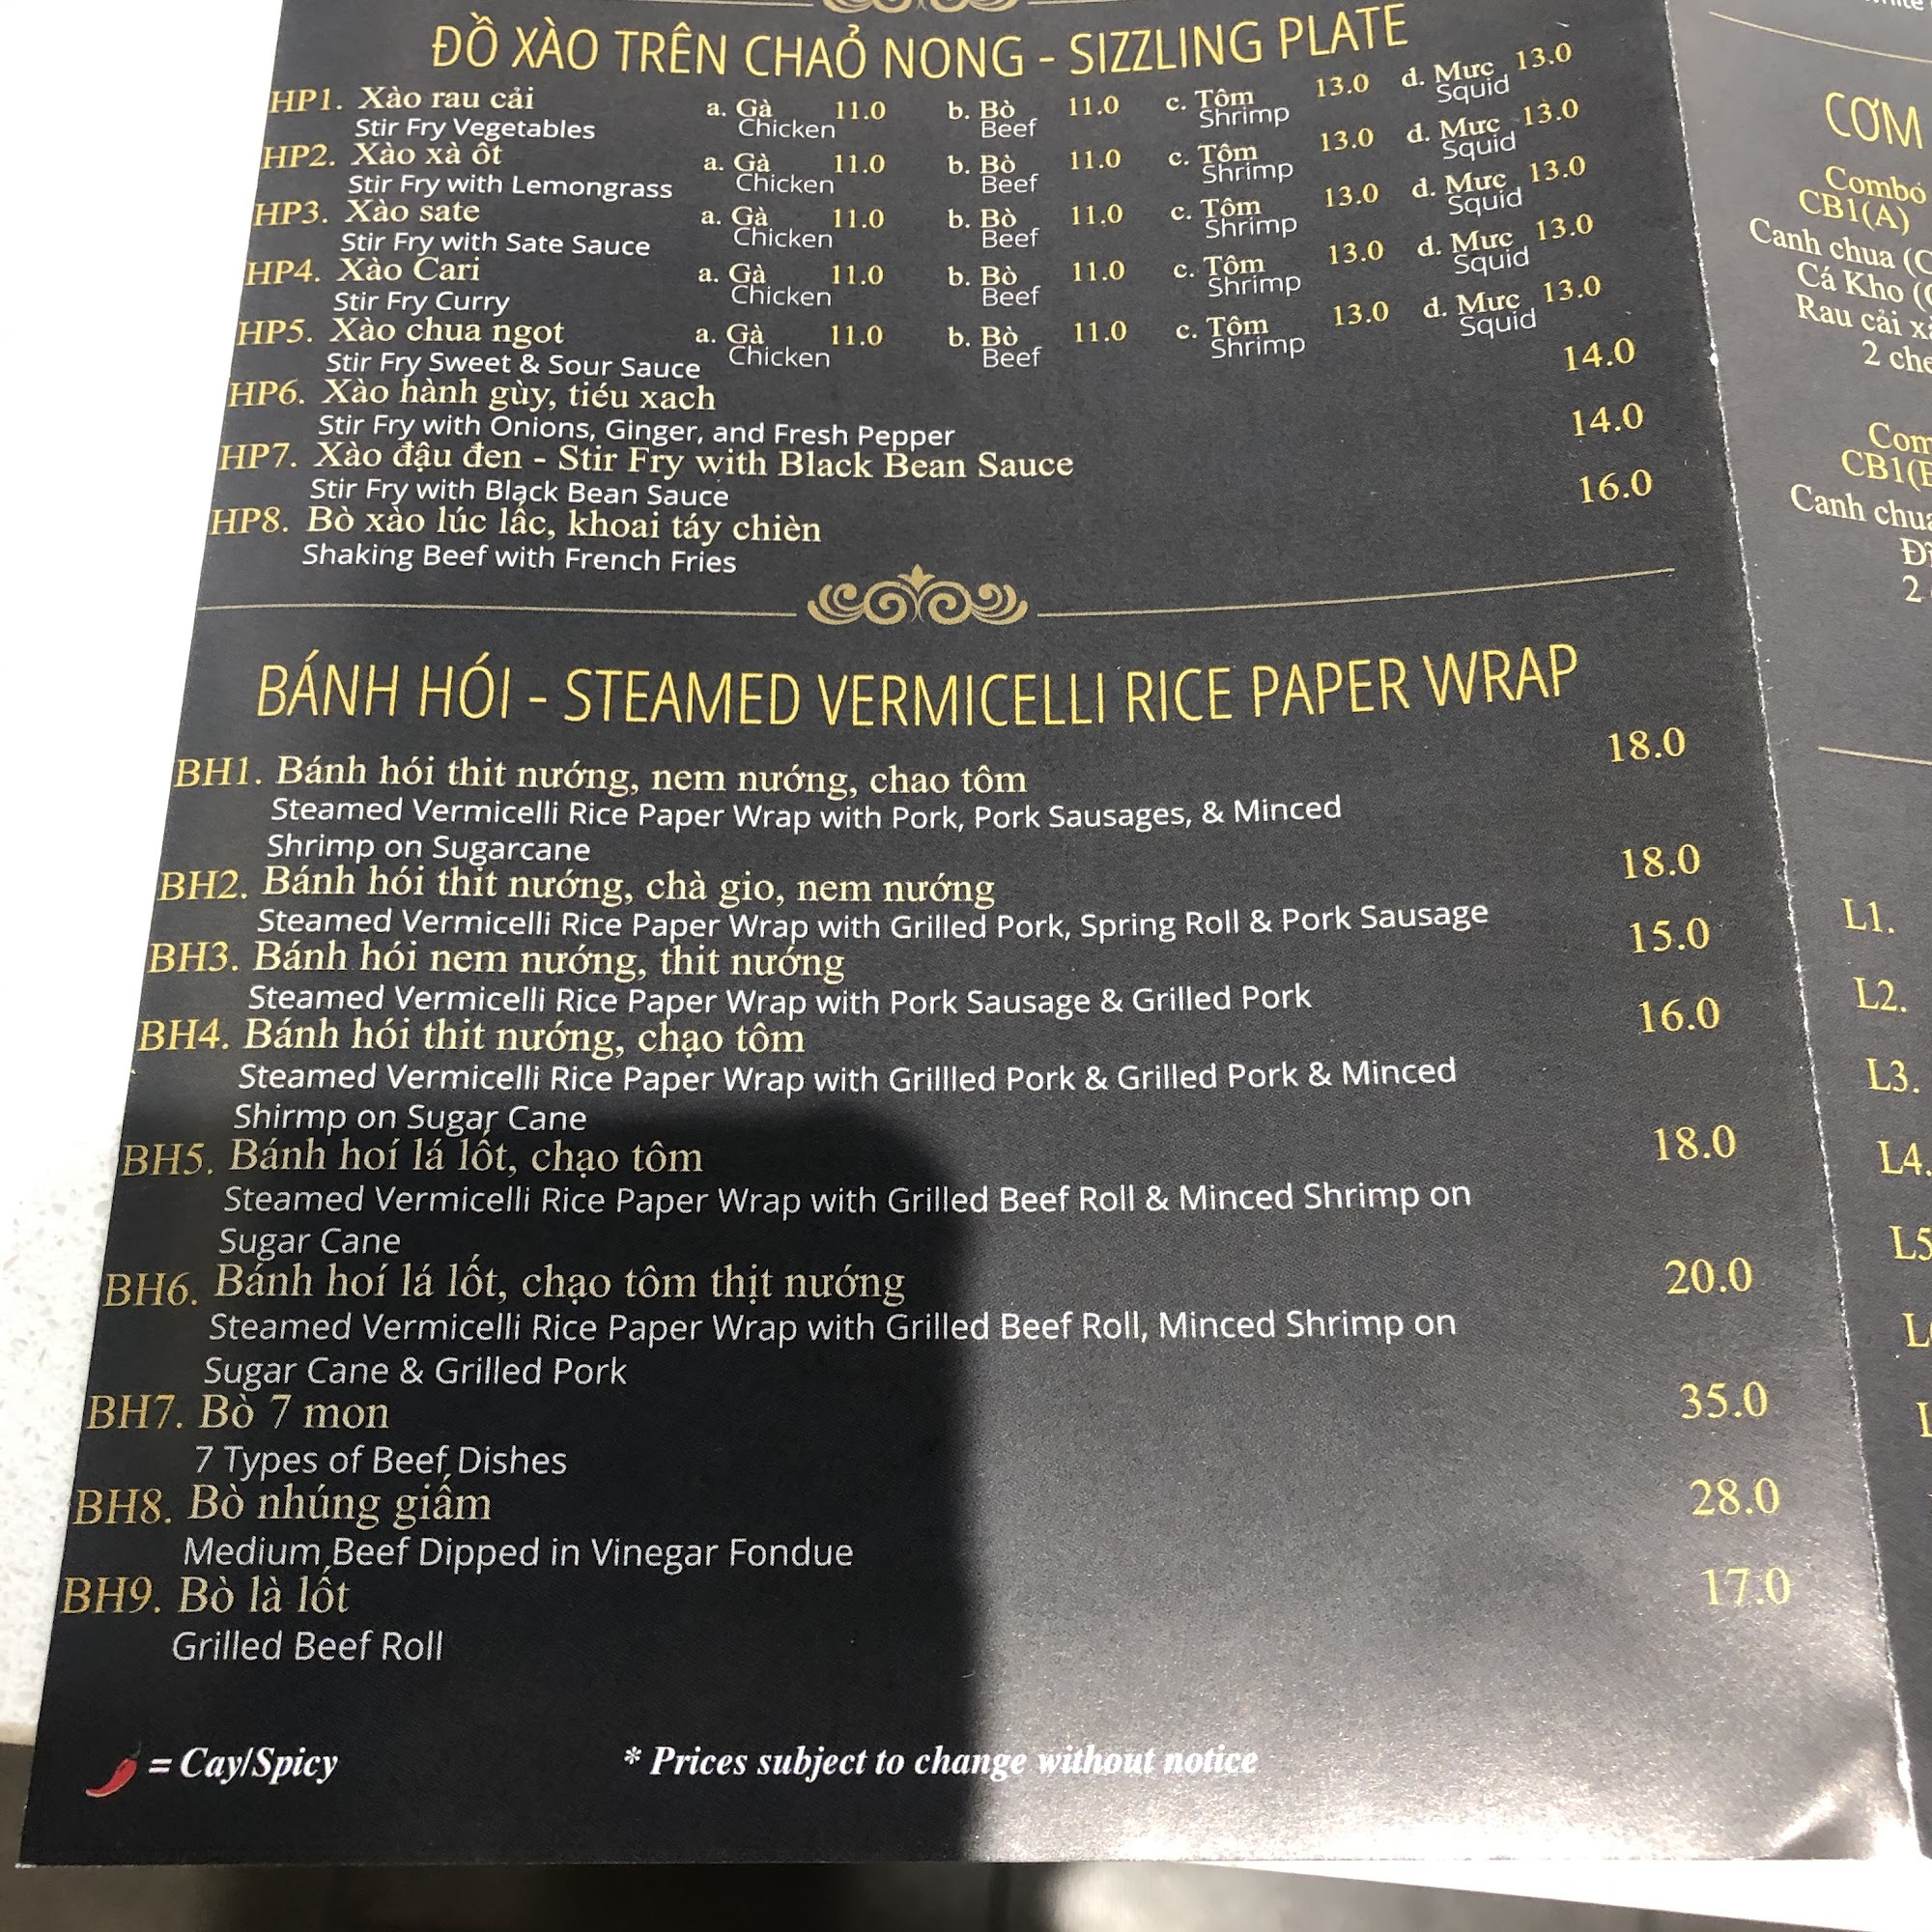 ĐỒ XÀO TRÊN CHAỎ NONG - SIZZLING PLATE
HP1. Xào rau cải a. Gà 11.0 b. Bò 11.0 c. Tôm 13.0 d. Mưc 13.0
Stir Fry Vegetables Chicken Beef Shrimp Squid
HP2. Xào xà ôt a. Gà 11.0 b. Bò 11.0 c. Tôm 13.0 d. Mưc 13.0
Stir Fry with Lemongrass Chicken Beef Shrimp Squid
HP3. Xào sate a. Gà 11.0 b. Bò 11.0 c. Tôm 13.0 d. Mưc 13.0
Stir Fry with Sate Sauce Chicken Beef Shrimp Squid
HP4. Xào Cari a. Gà 11.0 b. Bò 11.0 c. Tôm 13.0 d. Mưc 13.0
Stir Fry Curry Chicken Beef Shrimp Squid
HP5. Xào chua ngot a. Gà 11.0 b. Bò 11.0 c. Tôm 13.0 d. Mưc 13.0
Stir Fry Sweet & Sour Sauce Chicken Beef Shrimp Squid
HP6. Xào hành gùy, tiéu xach 14.0
Stir Fry with Onions, Ginger, and Fresh Pepper
HP7. Xào đậu đen - Stir Fry with Black Bean Sauce 14.0
Stir Fry with Black Bean Sauce
HP8. Bò xào lúc lấc, khoai táy chièn 16.0
Shaking Beef with French Fries
BÁNH HÓI - STEAMED VERMICELLI RICE PAPER WRAP
BH1. Bánh hói thit nướng, nem nướng, chao tôm 18.0
Steamed Vermicelli Rice Paper Wrap with Pork, Pork Sausages, & Minced
Shrimp on Sugarcane
BH2. Bánh hói thịt nướng, chà gio, nem nướng 18.0
Steamed Vermicelli Rice Paper Wrap with Grilled Pork, Spring Roll & Pork Sausage
BH3. Bánh hói nem nướng, thit nướng 15.0
Steamed Vermicelli Rice Paper Wrap with Pork Sausage & Grilled Pork
BH4. Bánh hói thit nướng, chạo tôm 16.0
Steamed Vermicelli Rice Paper Wrap with Grillled Pork & Grilled Pork & Minced
Shirmp on Sugar Cane
BH5. Bánh hoí lá lốt, chạo tôm 18.0
Steamed Vermicelli Rice Paper Wrap with Grilled Beef Roll & Minced Shrimp on
Sugar Cane
BH6. Bánh hoí lá lốt, chạo tôm thịt nướng 20.0
Steamed Vermicelli Rice Paper Wrap with Grilled Beef Roll, Minced Shrimp on
Sugar Cane & Grilled Pork
BH7. Bò 7 mon 35.0
7 Types of Beef Dishes
BH8. Bò nhúng giấm 28.0
Medium Beef Dipped in Vinegar Fondue
BH9. Bò là lốt 17.0
Grilled Beef Roll
= Cay/Spicy * Prices subject to change without notice
CƠM
Combo
CB1(A)
Canh chua
Cá Kho
Rau cải
2
CB1(
Canh
2
L1.
L2.
L3.
L4.
L5